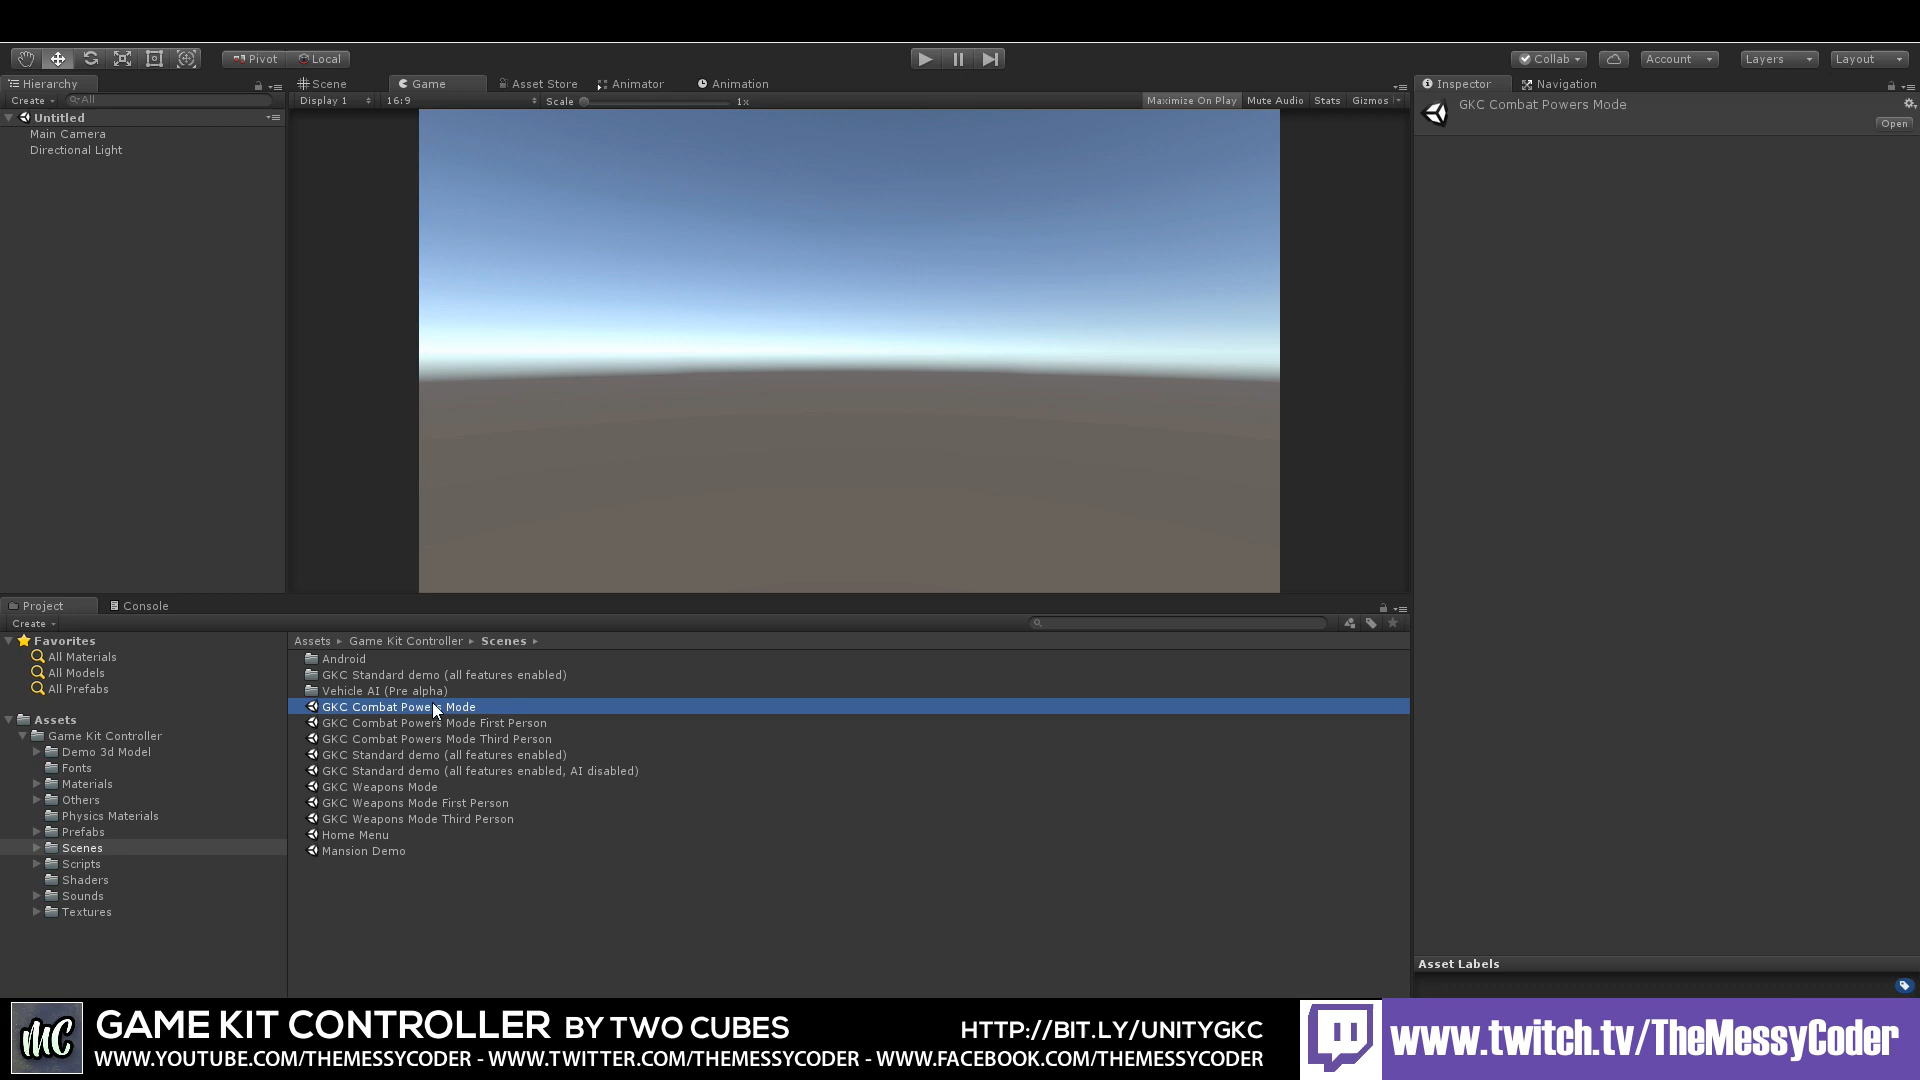 Pivot Local Collab Account Layers Layout
Hierarchy Scene Game Asset Store Animator Animation Inspector Navigation
Create All Display 1 16:9 Scale 1x Maximize On Play Mute Audio Stats Gizmos
GKC Combat Powers Mode
Open
Untitled
Main Camera
Directional Light
Project Console
Create
Favorites
All Materials
All Models
All Prefabs
Assets
Game Kit Controller
Demo 3d Model
Fonts
Materials
Others
Physics Materials
Prefabs
Scenes
Scripts
Shaders
Sounds
Textures
Assets Game Kit Controller Scenes
Android
GKC Standard demo (all features enabled)
Vehicle AI (Pre alpha)
GKC Combat Powers Mode
GKC Combat Powers Mode First Person
GKC Combat Powers Mode Third Person
GKC Standard demo (all features enabled)
GKC Standard demo (all features enabled, AI disabled)
GKC Weapons Mode
GKC Weapons Mode First Person
GKC Weapons Mode Third Person
Home Menu
Mansion Demo
Asset Labels
MC
GAME KIT CONTROLLER BY TWO CUBES HTTP://BIT.LY/UNITYGKC
WWW.YOUTUBE.COM/THEMESSYCODER - WWW.TWITTER.COM/THEMESSYCODER - WWW.FACEBOOK.COM/THEMESSYCODER
www.twitch.tv/TheMessyCoder